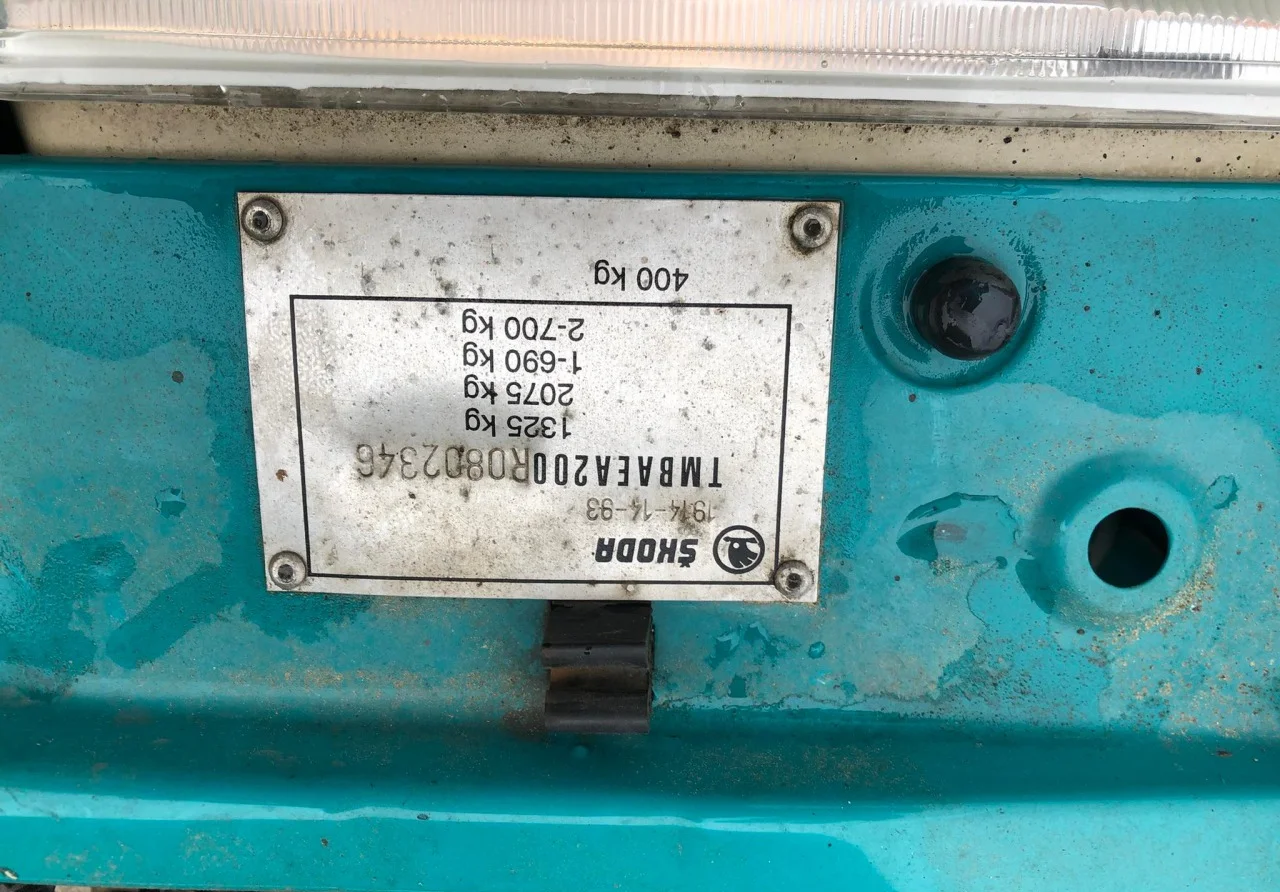 ŠKODA
1914-14-93
TMBAEA200R0802346
1325 kg
2075 kg
1-690 kg
2-700 kg
400 kg